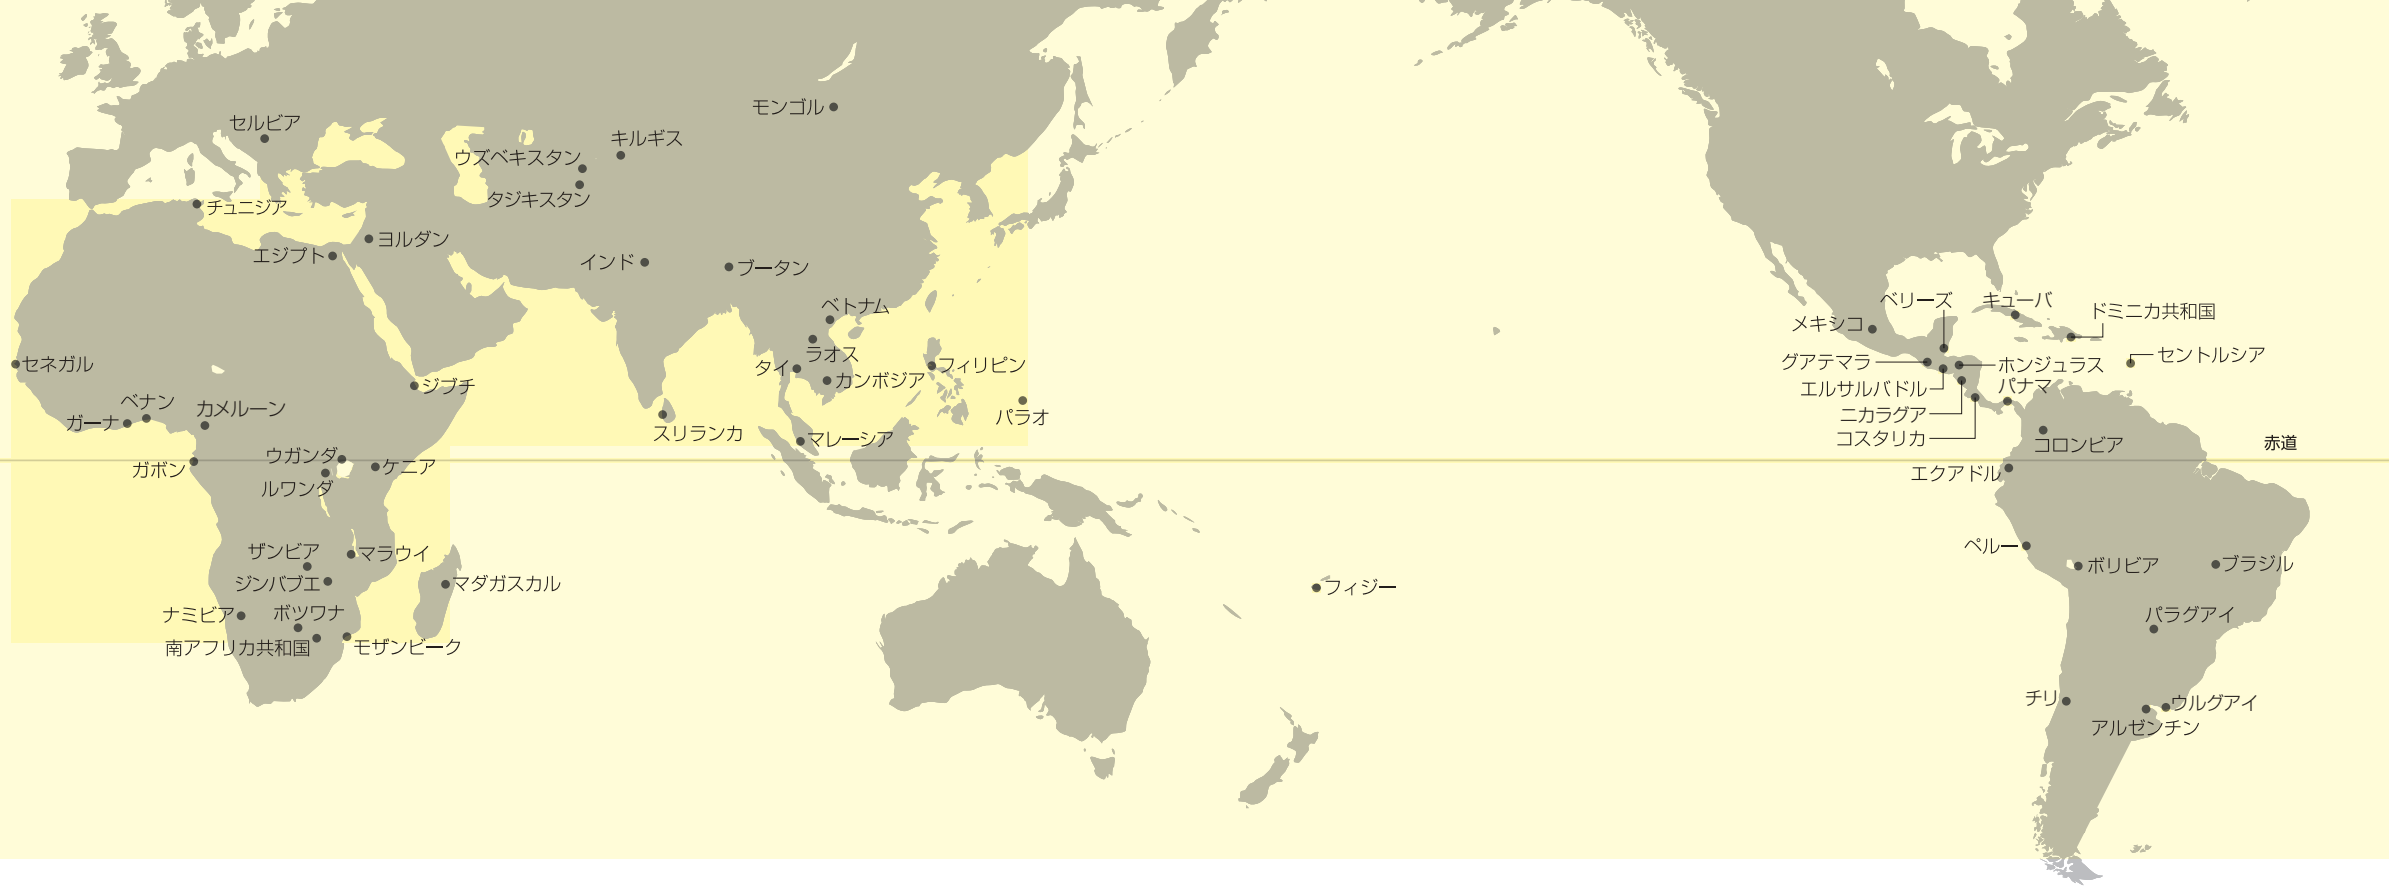 モンゴル
セルビア
キルギス
ウズベキスタン
タジキスタン
チュニジア
ヨルダン
エジプト
インド
ブータン
ベトナム
ラオス
タイ
カンボジア
フィリピン
パラオ
スリランカ
マレーシア
セネガル
ジブチ
ベナン
カメルーン
ガーナ
ウガンダ
ケニア
ガボン
ルワンダ
ザンビア
マラウイ
ジンバブエ
マダガスカル
ナミビア
ボツワナ
南アフリカ共和国
モザンビーク
フィジー
ベリーズ
キューバ
ドミニカ共和国
メキシコ
セントルシア
グアテマラ
ホンジュラス
エルサルバドル
パナマ
ニカラグア
コスタリカ
コロンビア
赤道
エクアドル
ペルー
ボリビア
ブラジル
パラグアイ
チリ
ウルグアイ
アルゼンチン